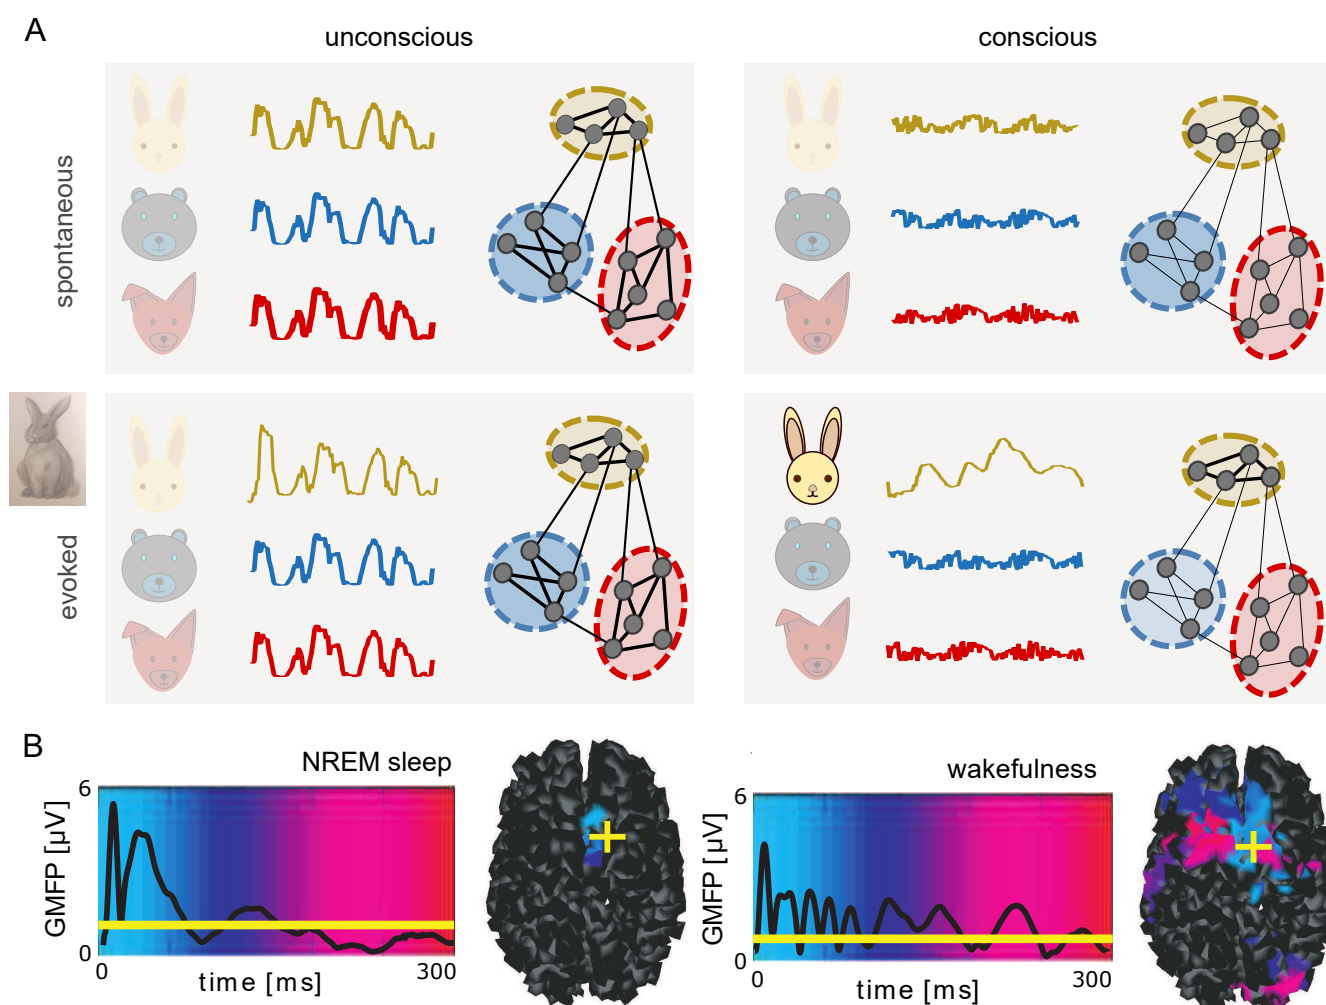 A
unconscious
conscious
spontaneous
evoked
B
NREM sleep
6
GMFP [µV]
0
0
300
time [ms]
wakefulness
6
GMFP [µV]
0
0
300
time [ms]